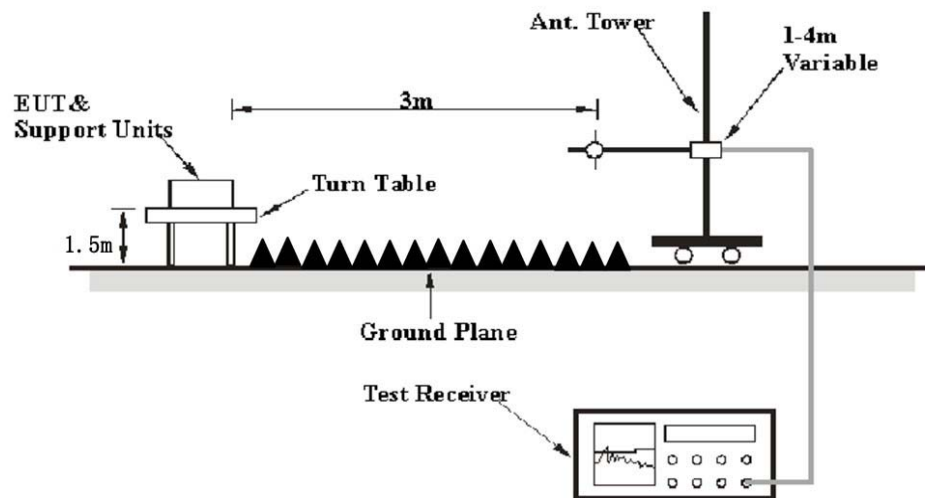 Ant. Tower
1-4m
Variable
3m
EUT&
Support Units
Turn Table
1.5m
Ground Plane
Test Receiver